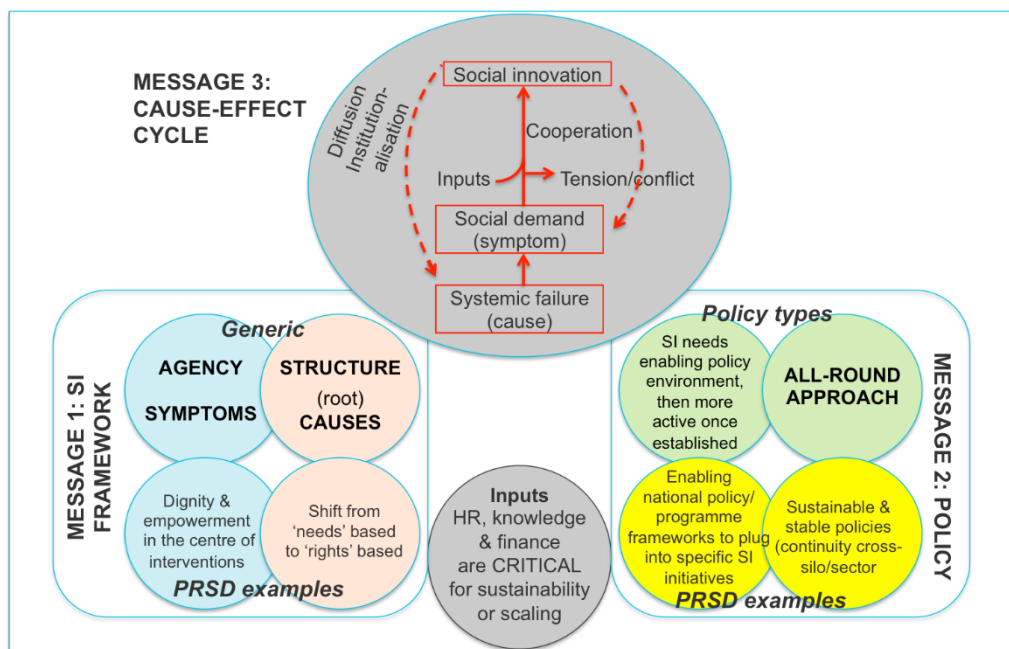 MESSAGE 3:
CAUSE-EFFECT
CYCLE
Social innovation
Diffusion
Institution-
alisation
Cooperation
Inputs
Tension/conflict
Social demand
(symptom)
Systemic failure
(cause)
MESSAGE 1: SI
FRAMEWORK
Generic
AGENCY
SYMPTOMS
STRUCTURE
(root)
CAUSES
Dignity &
empowerment
in the centre of
interventions
Shift from
‘needs’ based
to ‘rights’ based
PRSD examples
Inputs
HR, knowledge
& finance
are CRITICAL
for sustainability
or scaling
Policy types
SI needs
enabling policy
environment,
then more
active once
established
ALL-ROUND
APPROACH
Enabling
national policy/
programme
frameworks to plug
into specific SI
initiatives
Sustainable &
stable policies
(continuity cross-
silo/sector
PRSD examples
MESSAGE 2: POLICY